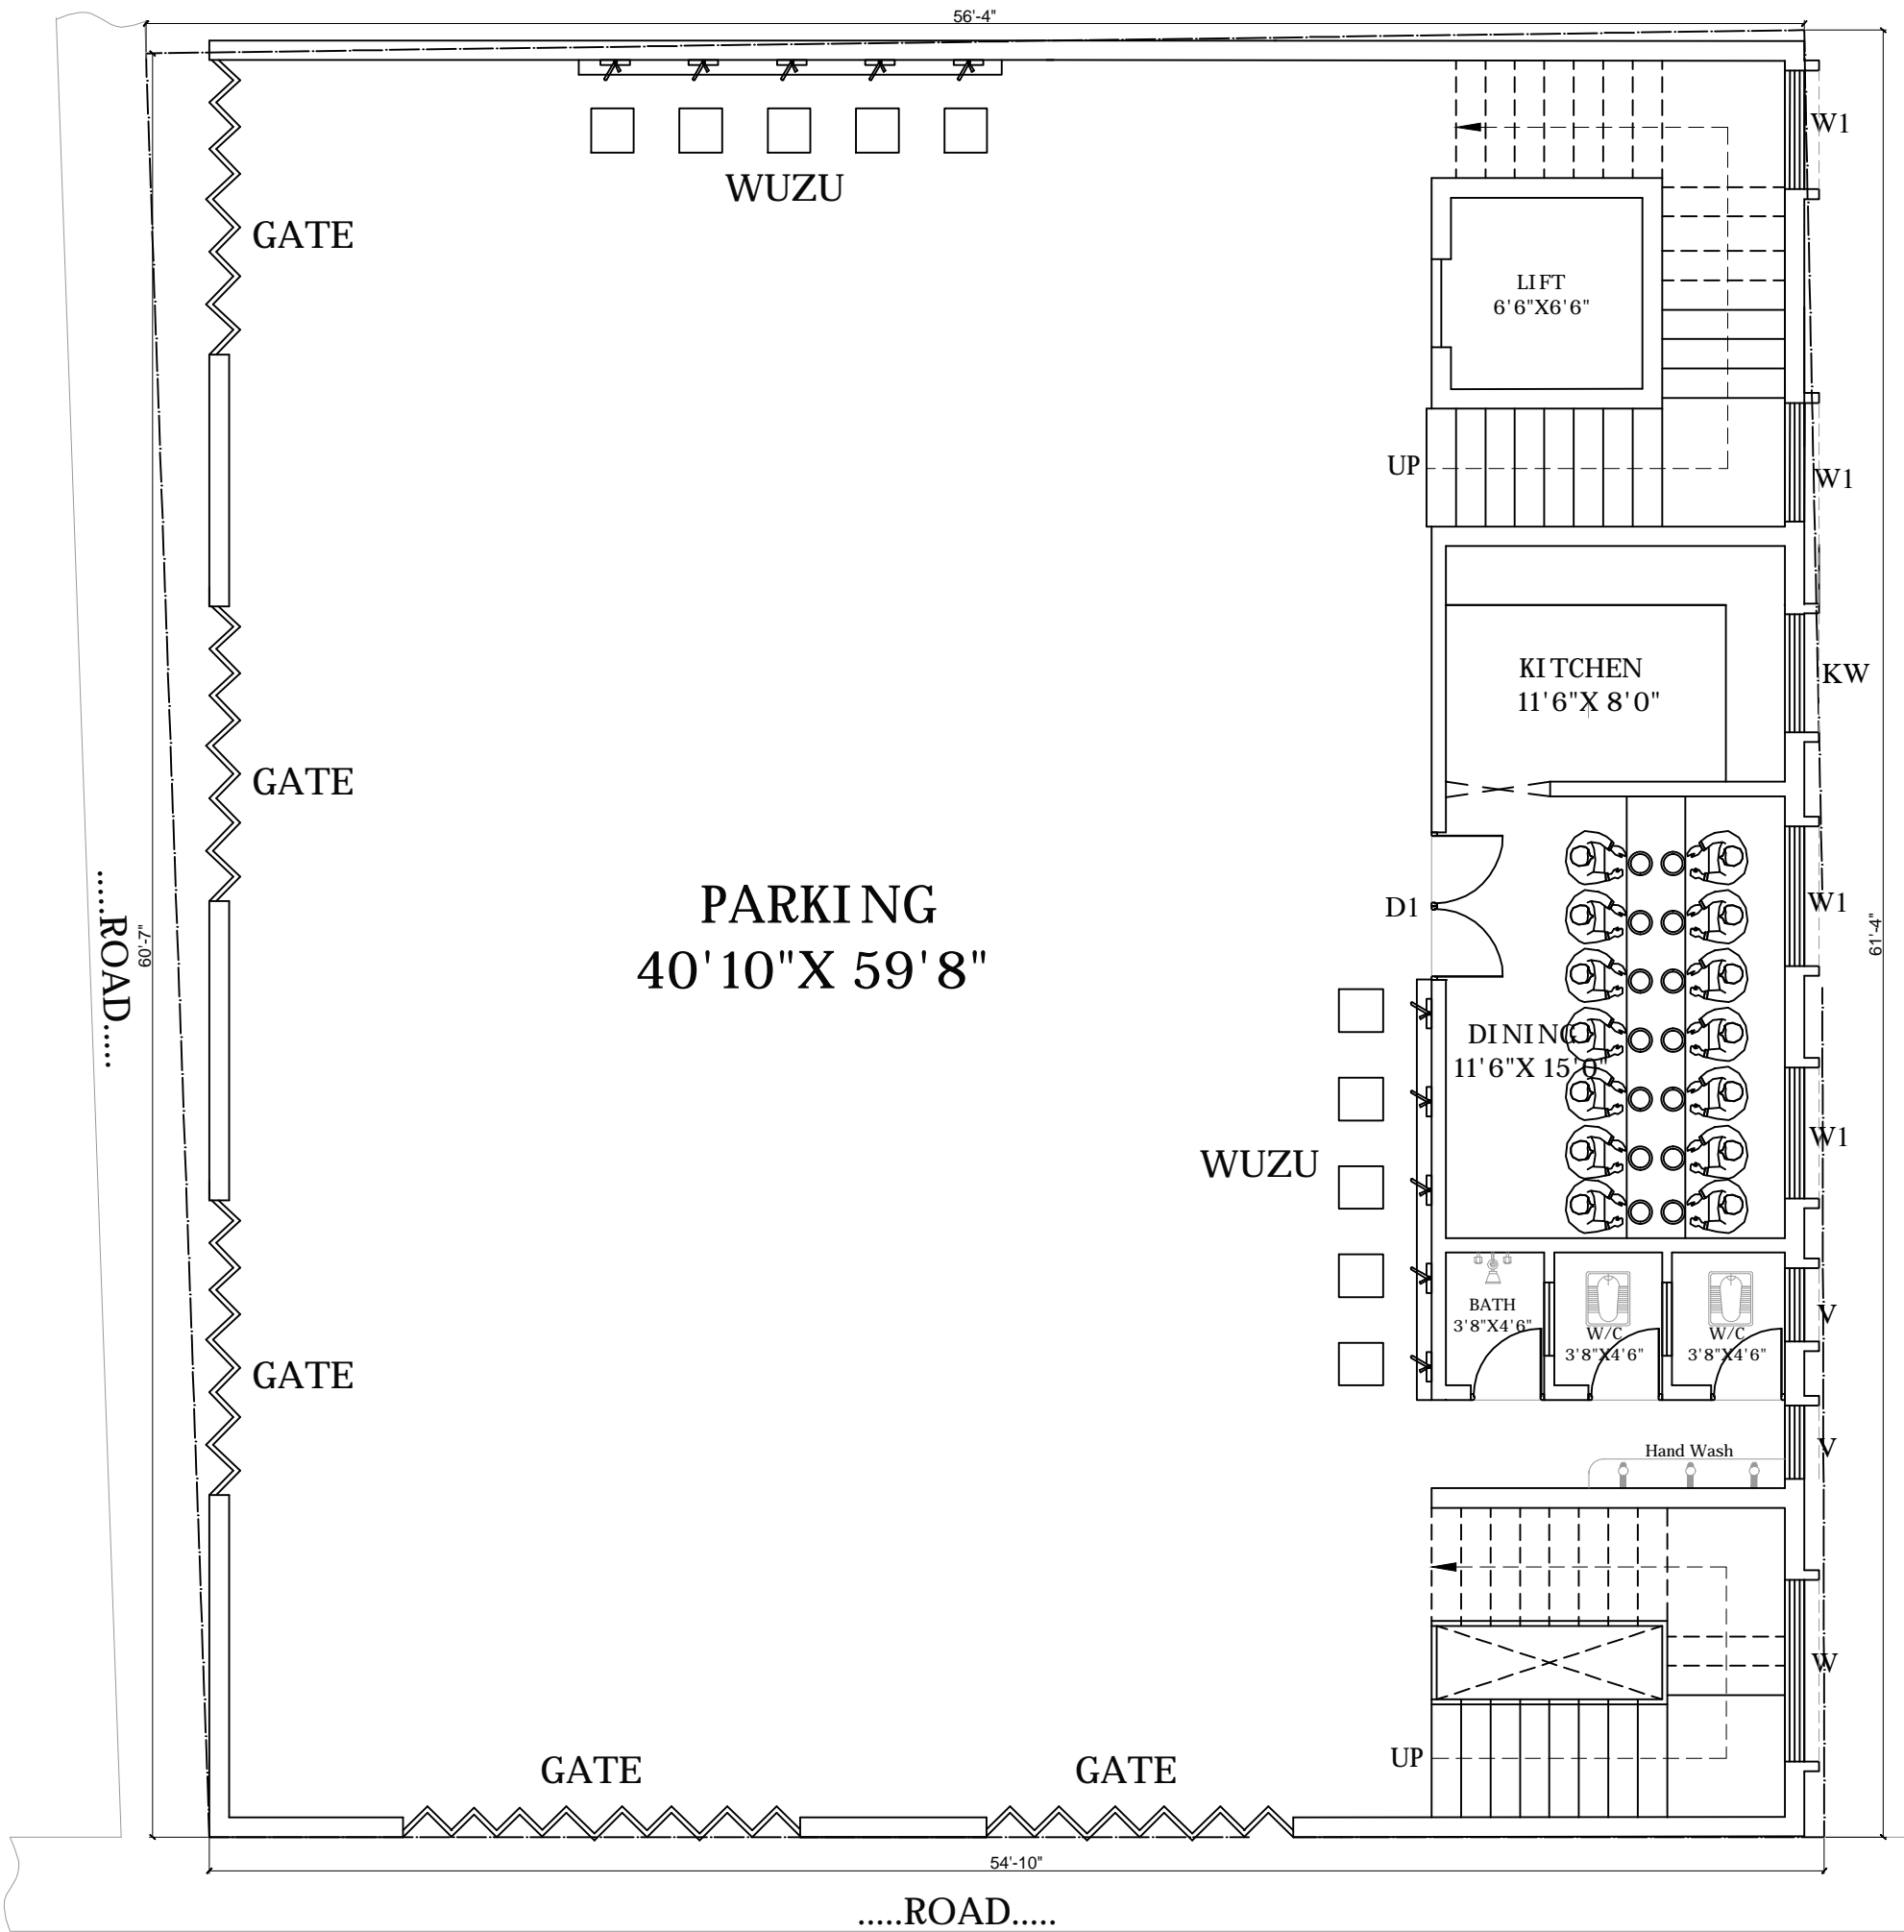 56'-4"
W1
WUZU
GATE
LIFT
6'6"X6'6"
UP
W1
KITCHEN
11'6"X 8'0"
KW
GATE
PARKING
40'10"X 59'8"
D1
W1
61'-4"
.....ROAD.....
60'-7"
DINING
11'6"X 15'0"
WUZU
W1
BATH
3'8"X4'6"
W/C
3'8"X4'6"
W/C
3'8"X4'6"
V
GATE
Hand Wash
V
W
GATE
GATE
UP
54'-10"
.....ROAD.....